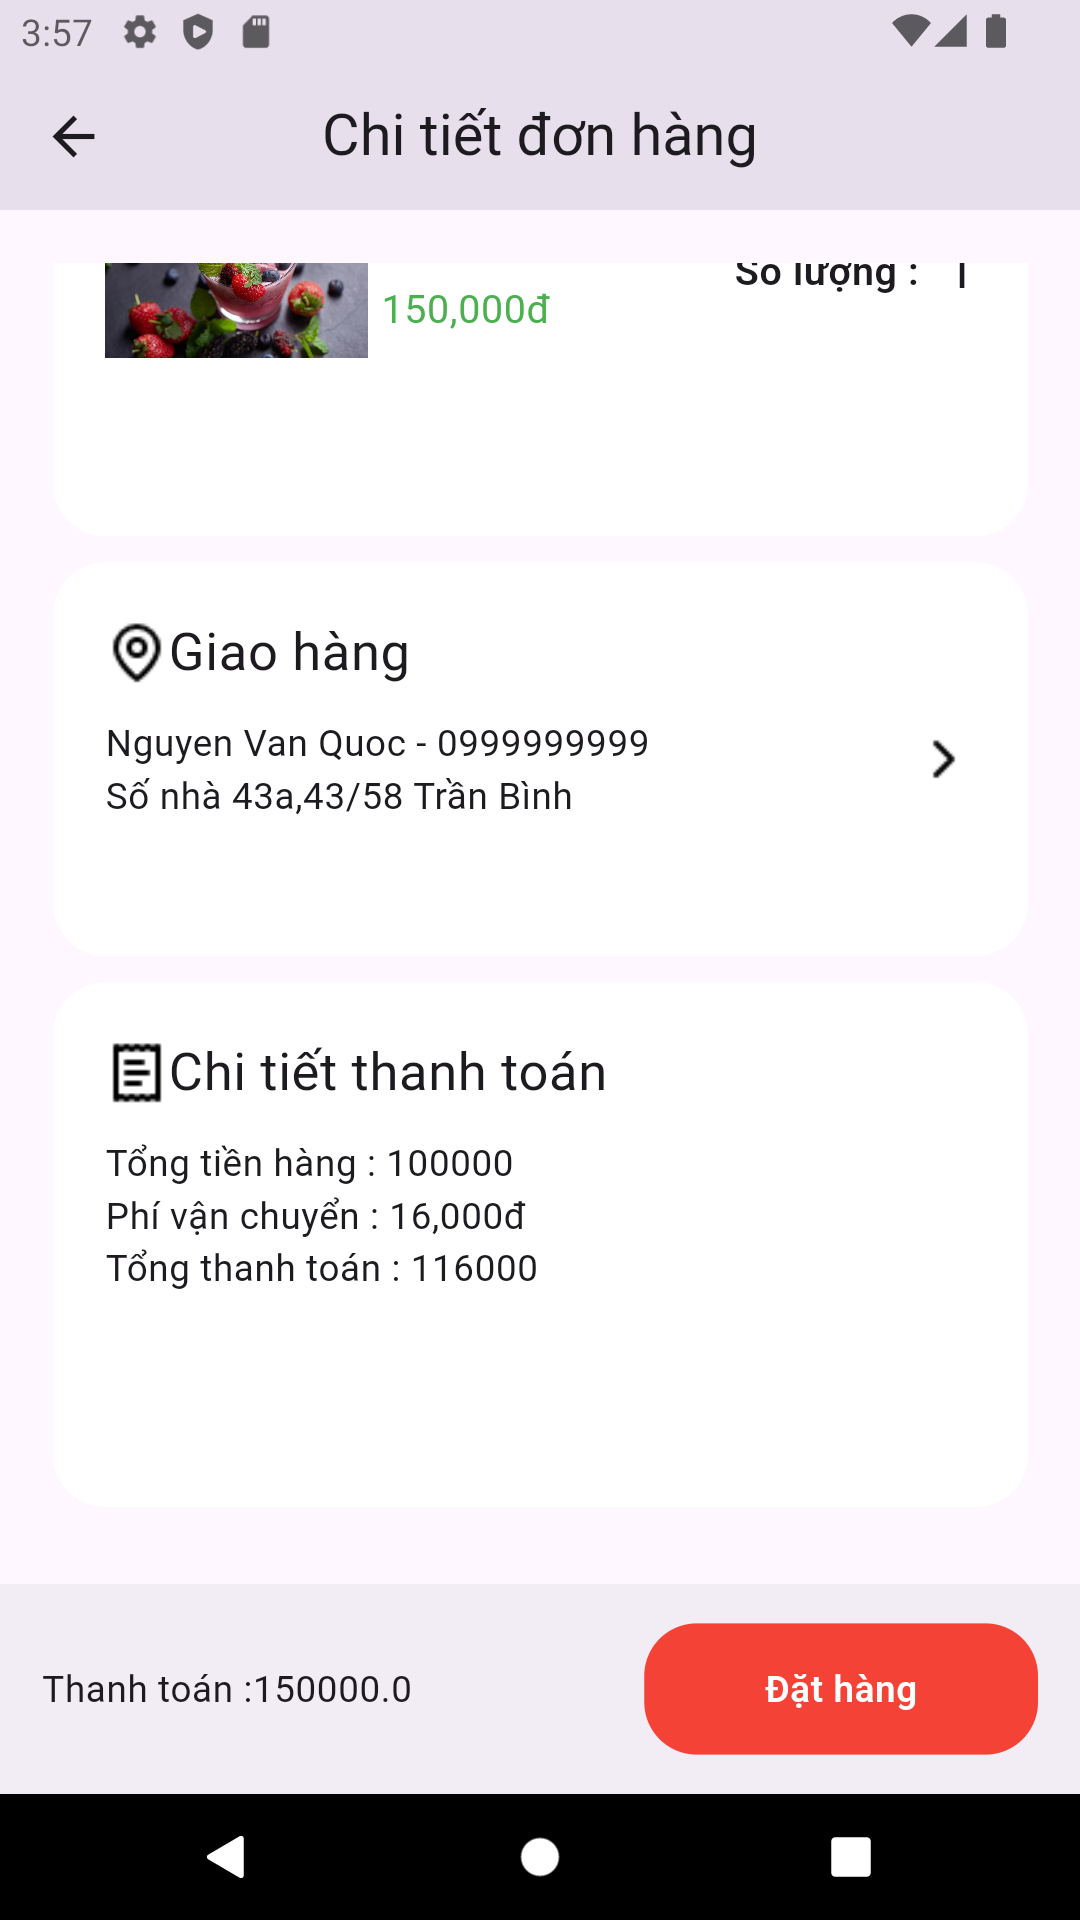 3:57
Chi tiết đơn hàng
Số lượng : 1
150,000đ
Giao hàng
Nguyen Van Quoc - 0999999999
Số nhà 43a,43/58 Trần Bình
Chi tiết thanh toán
Tổng tiền hàng : 100000
Phí vận chuyển : 16,000đ
Tổng thanh toán : 116000
Thanh toán :150000.0
Đặt hàng